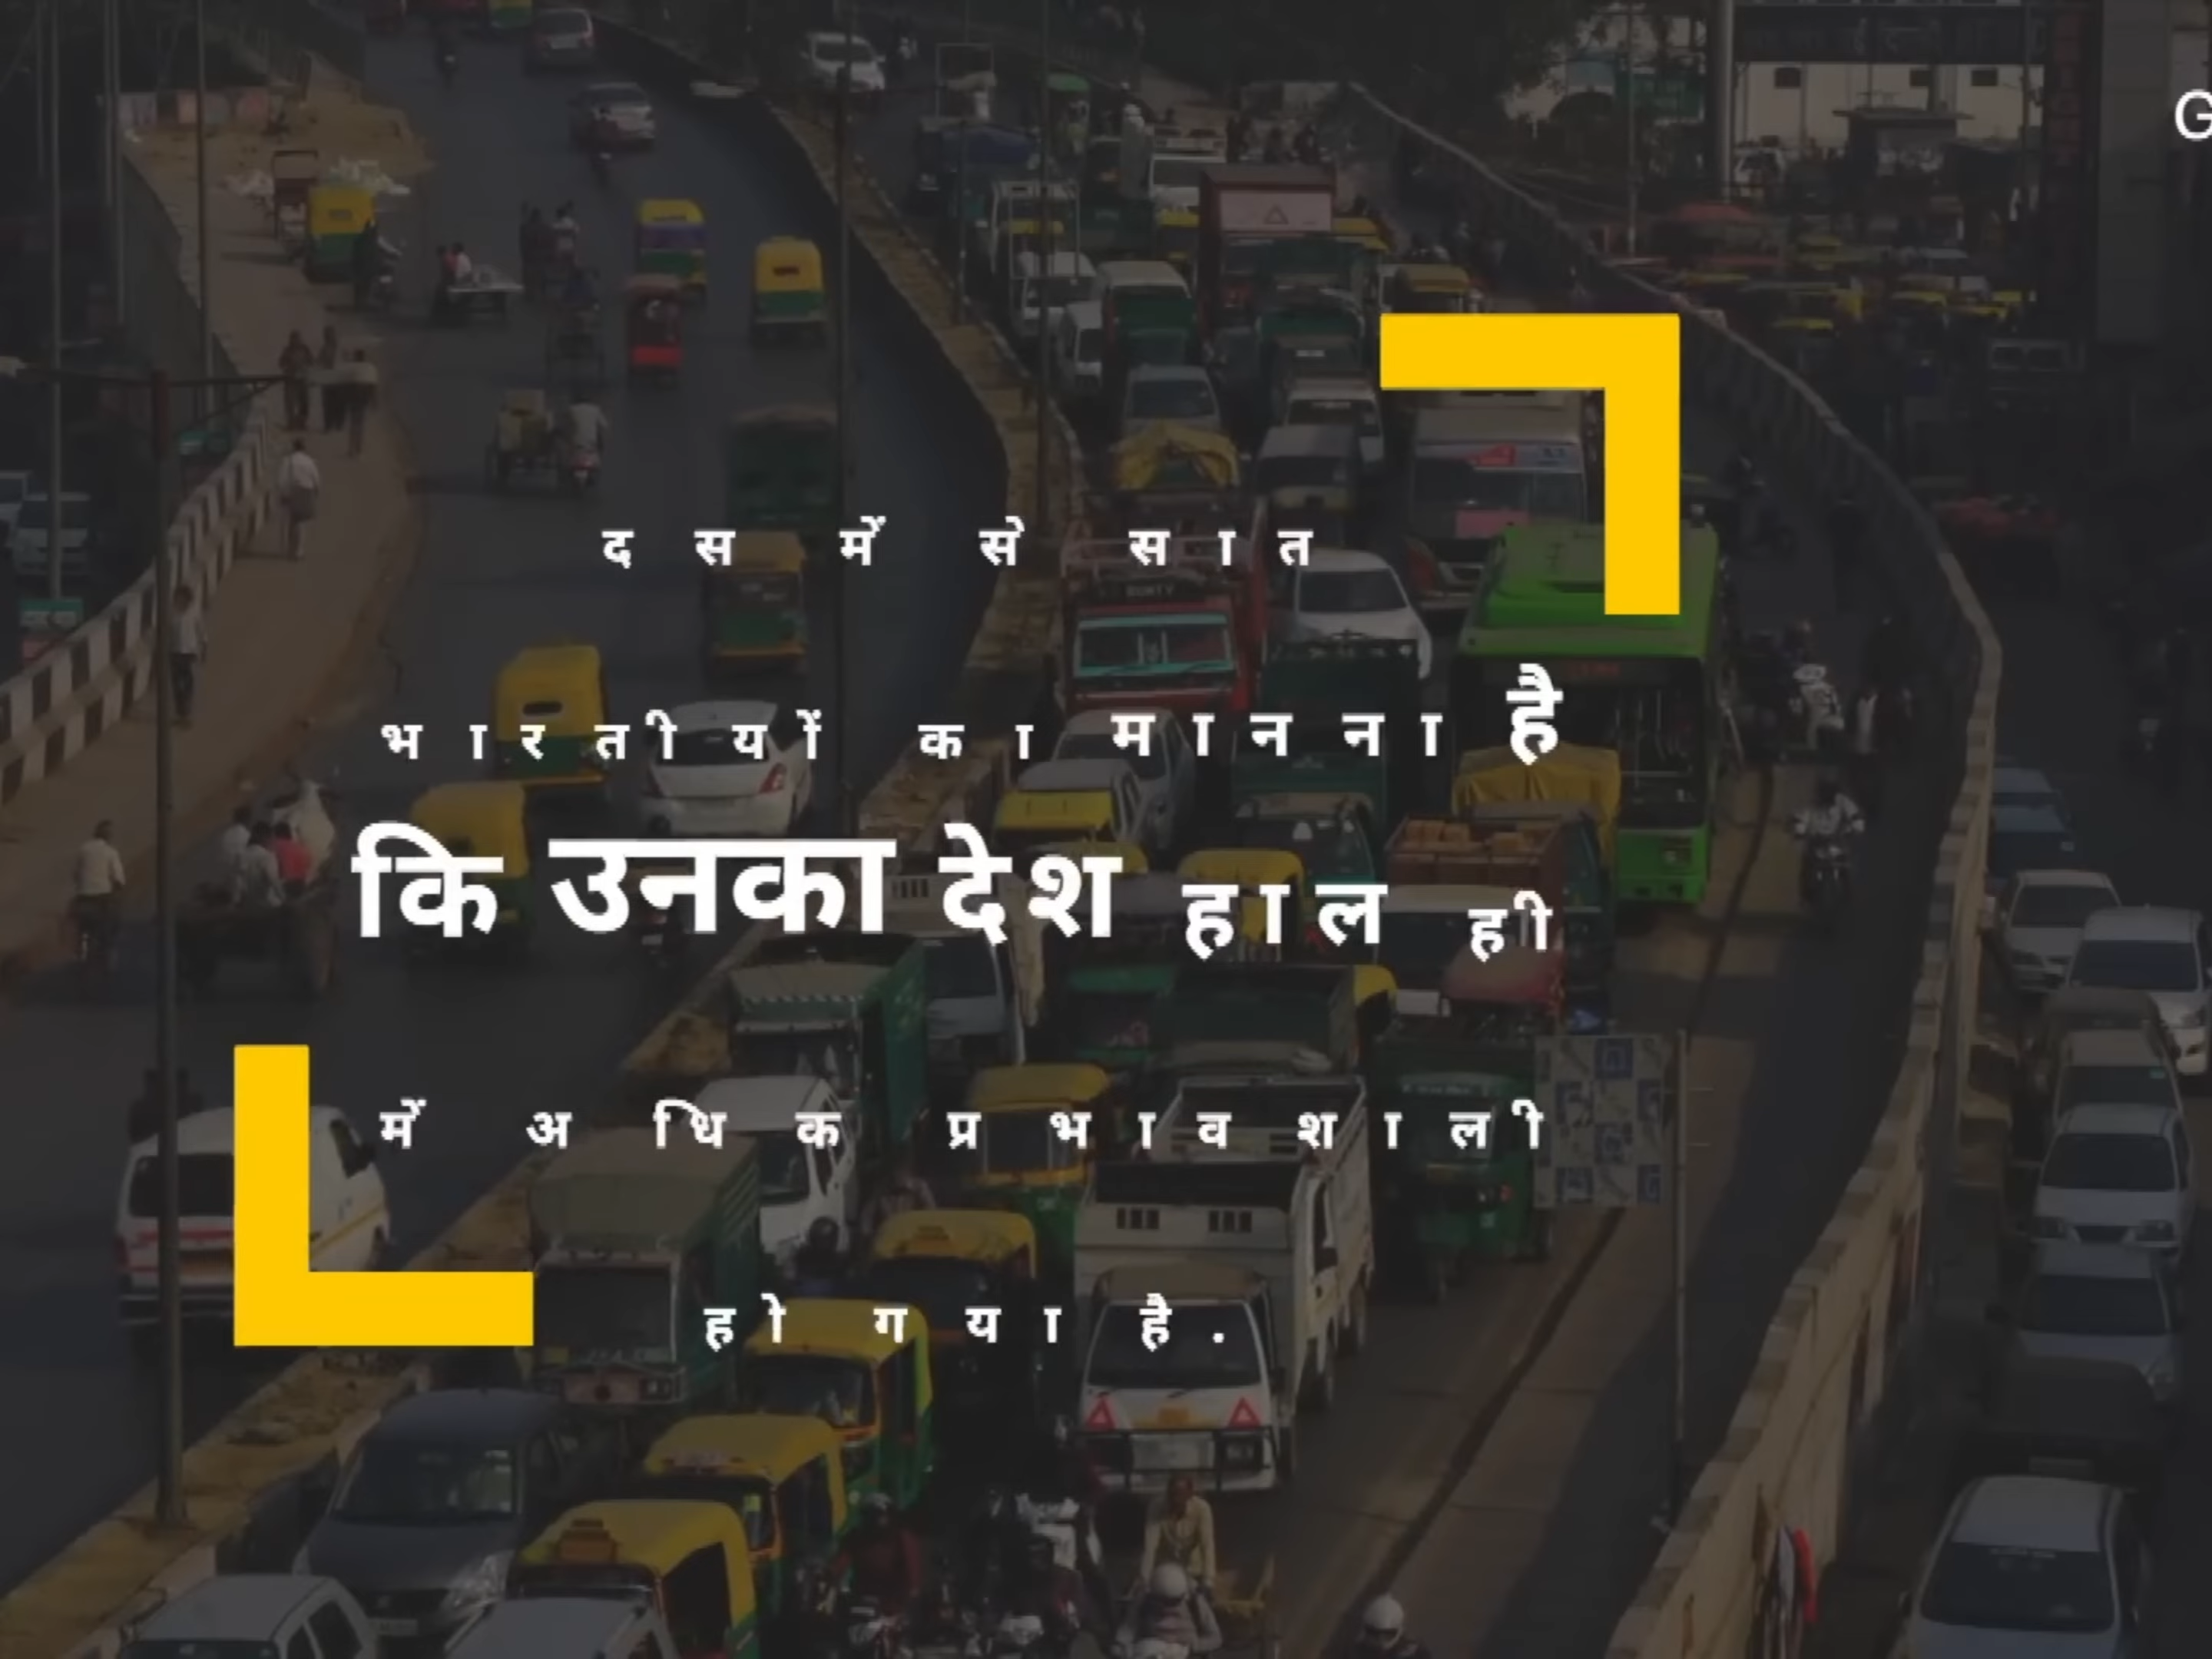 दस में से सात
भारतीयों का मानना है
कि उनका देश हाल ही
में अधिक प्रभावशाली
हो गया है.